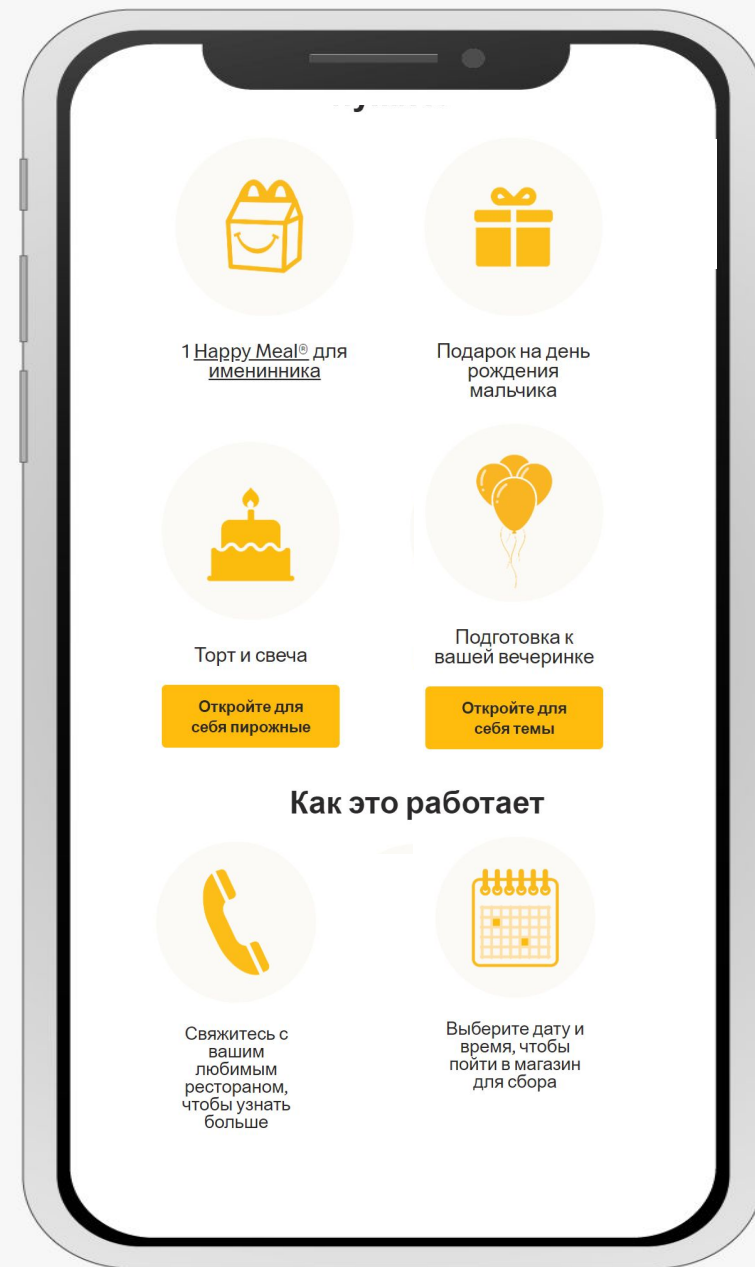 1 Happy Meal® для
именинника
Подарок на день
рождения
мальчика
Торт и свеча
Подготовка к
вашей вечеринке
Откройте для
себя пирожные
Откройте для
себя темы
Как это работает
Свяжитесь с
вашим
любимым
рестораном,
чтобы узнать
больше
Выберите дату и
время, чтобы
пойти в магазин
для сбора